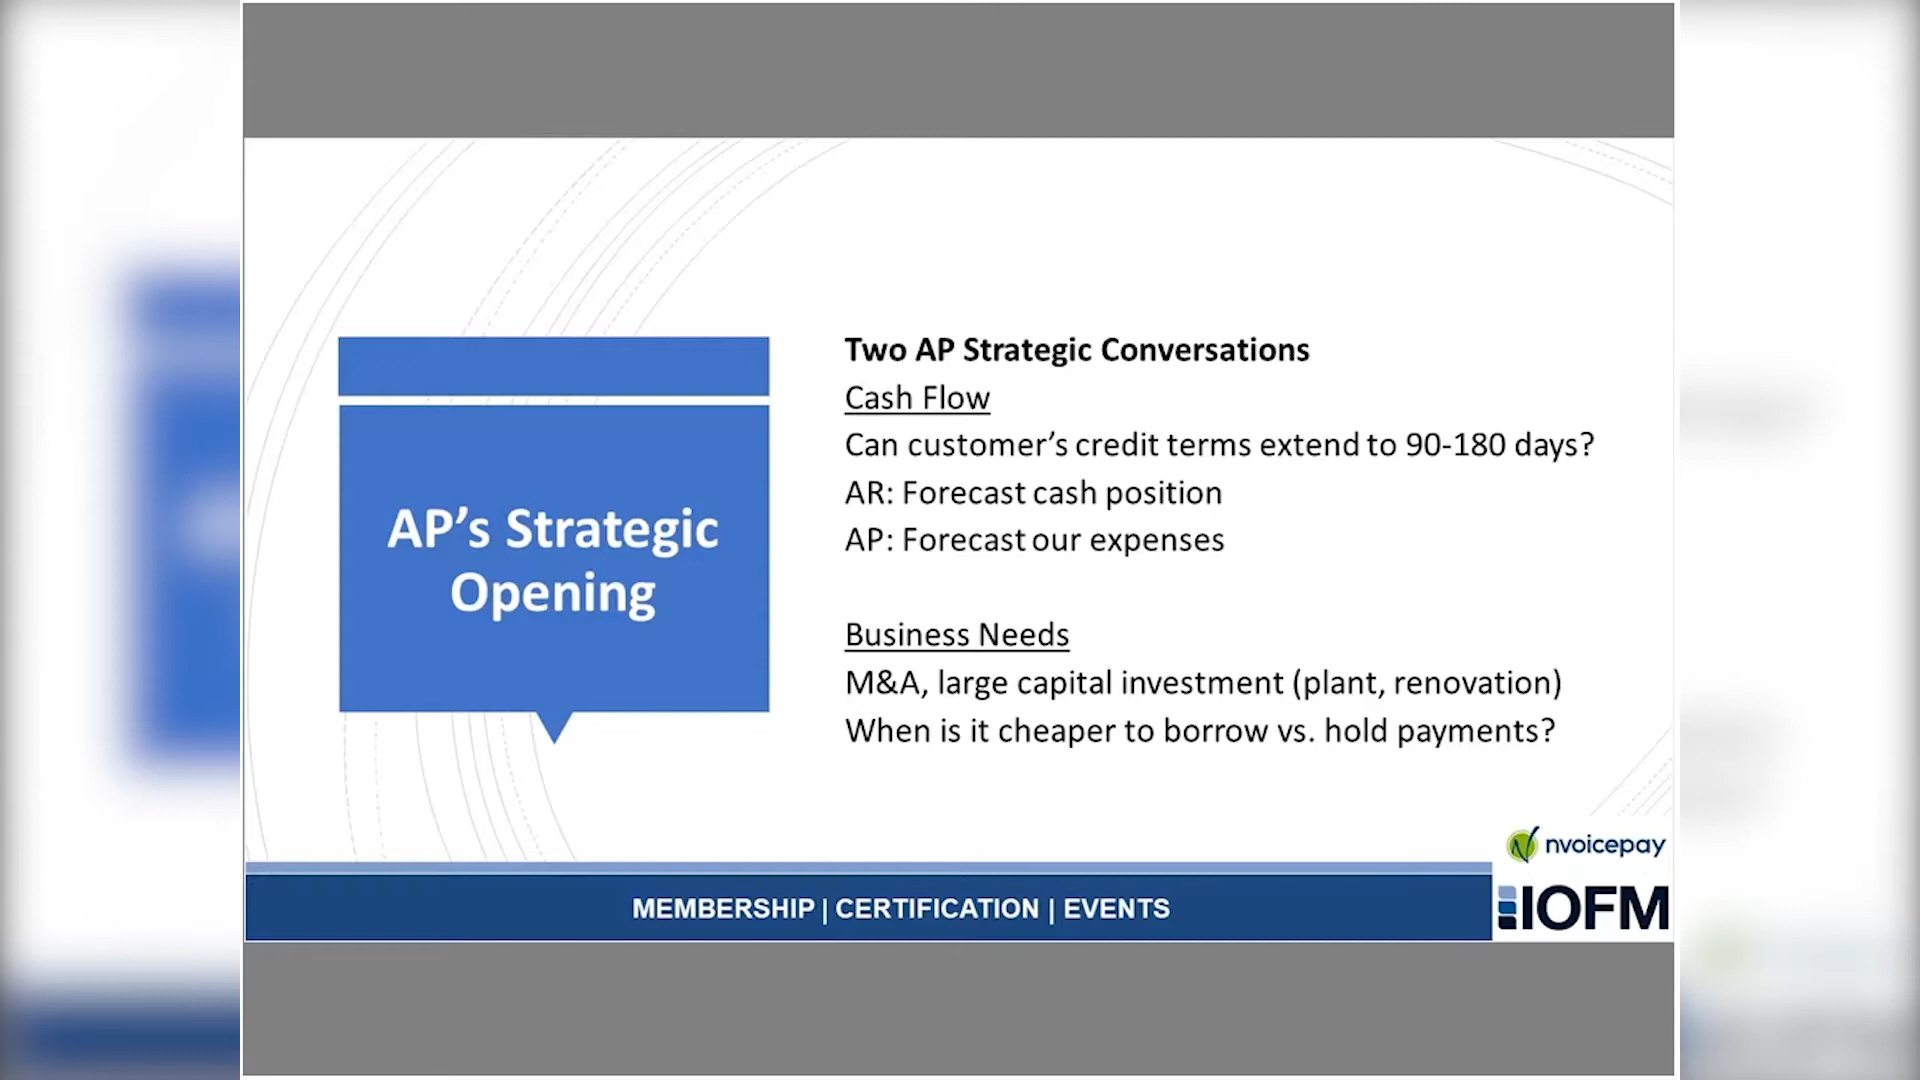 AP’s Strategic
Opening
Two AP Strategic Conversations
Cash Flow
Can customer’s credit terms extend to 90-180 days?
AR: Forecast cash position
AP: Forecast our expenses
Business Needs
M&A, large capital investment (plant, renovation)
When is it cheaper to borrow vs. hold payments?
nvoicepay
MEMBERSHIP | CERTIFICATION | EVENTS
IOFM